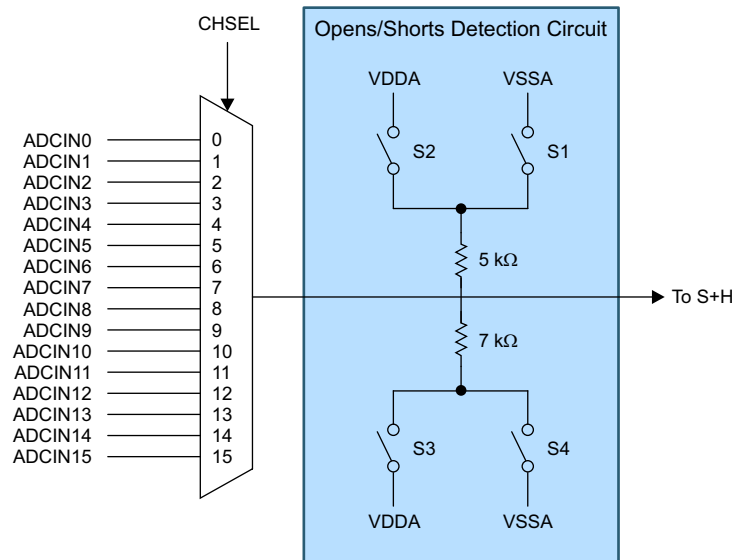 CHSEL
Opens/Shorts Detection Circuit
VDDA VSSA
S2 S1
ADCIN0 0
ADCIN1 1
ADCIN2 2
ADCIN3 3
ADCIN4 4
ADCIN5 5
ADCIN6 6
ADCIN7 7
ADCIN8 8
ADCIN9 9
ADCIN10 10
ADCIN11 11
ADCIN12 12
ADCIN13 13
ADCIN14 14
ADCIN15 15
5 kΩ
To S+H
7 kΩ
S3 S4
VDDA VSSA